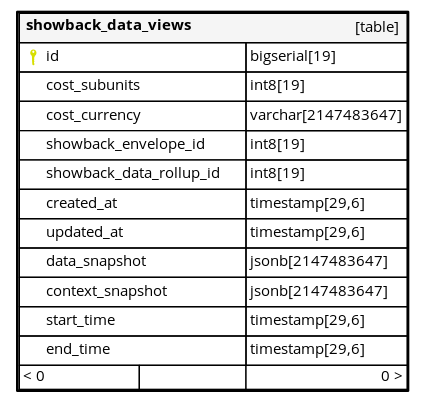 showback_data_views [table]
id bigserial[19]
cost_subunits int8[19]
cost_currency varchar[2147483647]
showback_envelope_id int8[19]
showback_data_rollup_id int8[19]
created_at timestamp[29,6]
updated_at timestamp[29,6]
data_snapshot jsonb[2147483647]
context_snapshot jsonb[2147483647]
start_time timestamp[29,6]
end_time timestamp[29,6]
< 0 0 >